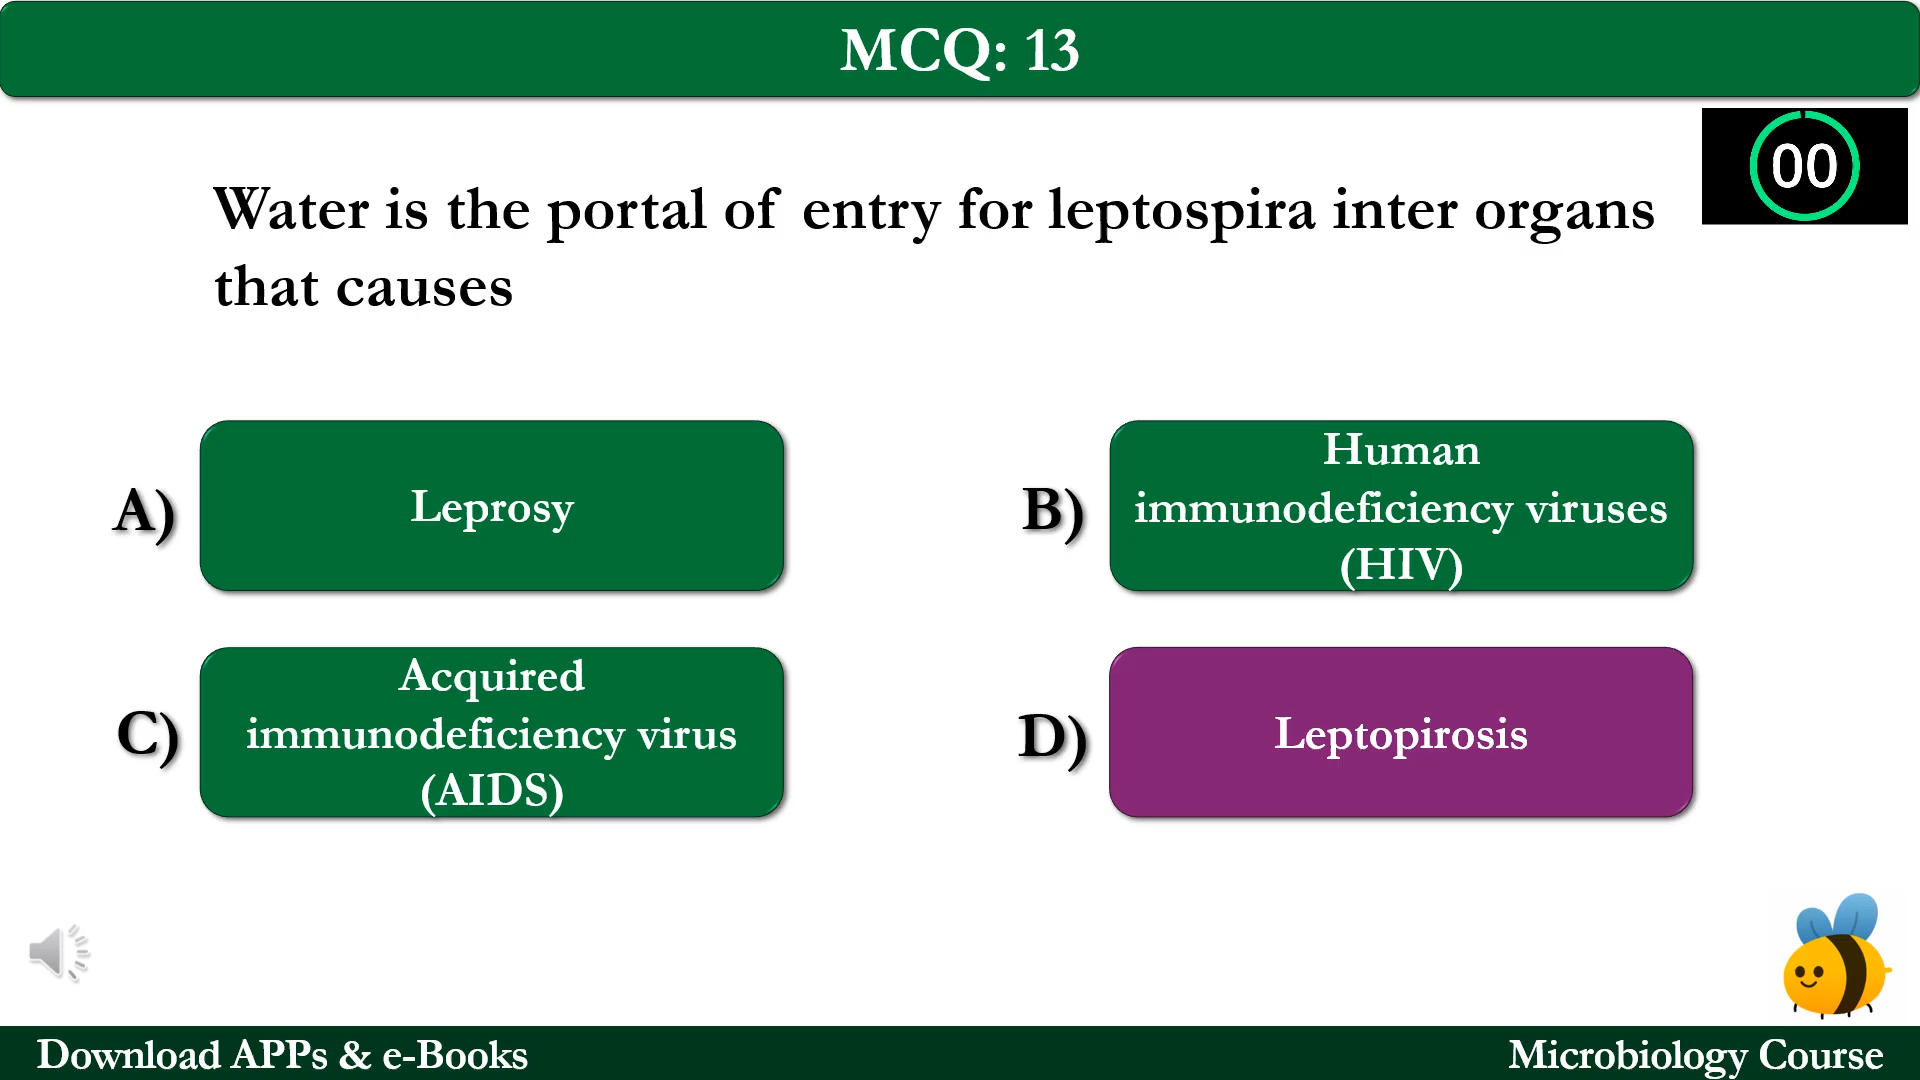 MCQ: 13
00
Water is the portal of entry for leptospira inter organs
that causes
A)
Leprosy
B)
Human
immunodeficiency viruses
(HIV)
C)
Acquired
immunodeficiency virus
(AIDS)
D)
Leptopirosis
Download APPs & e-Books
Microbiology Course